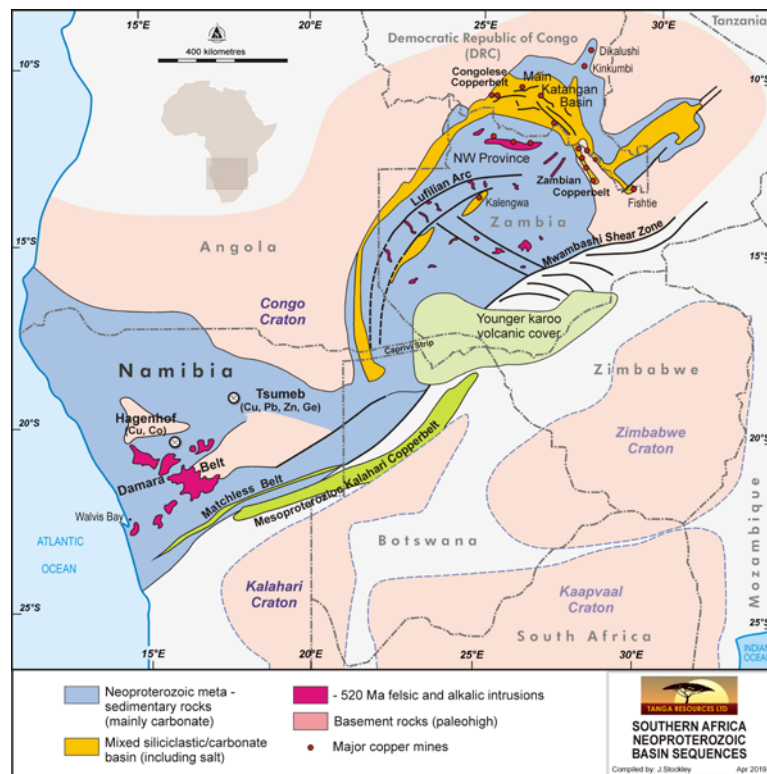 15°E
20°E
25°E
30°E
Tanzania
400 kilometres
Democratic Republic of Congo
(DRC)
Dikalushi
Kinkumbi
10°S
10°S
Congolese
Copperbelt
Main
Katangan
Basin
NW Province
Lufilian Arc
Zambian
Copperbelt
Kalengwa
Fishtie
Zambia
Mwambashi Shear Zone
15°S
15°S
Angola
Congo
Craton
Younger karoo
volcanic cover
Caprivi Strip
Namibia
Zimbabwe
Tsumeb
(Cu, Pb, Zn, Ge)
Hagenhof
(Cu, Co)
20°S
20°S
Zimbabwe
Craton
Damara Belt
Matchless Belt
Mesoproterozioc Kalahari Copperbelt
Walvis Bay
ATLANTIC
OCEAN
Botswana
Mozambique
Kalahari
Craton
Kaapvaal
Craton
25°S
25°S
South Africa
INDIAN
OCEAN
15°E
20°E
25°E
30°E
Neoproterozoic meta -
sedimentary rocks
(mainly carbonate)
Mixed siliciclastic/carbonate
basin (including salt)
- 520 Ma felsic and alkalic intrusions
Basement rocks (paleohigh)
Major copper mines
TANGA RESOURCES LTD
SOUTHERN AFRICA
NEOPROTEROZOIC
BASIN SEQUENCES
Compiled by: J.Stockley
Apr 2019